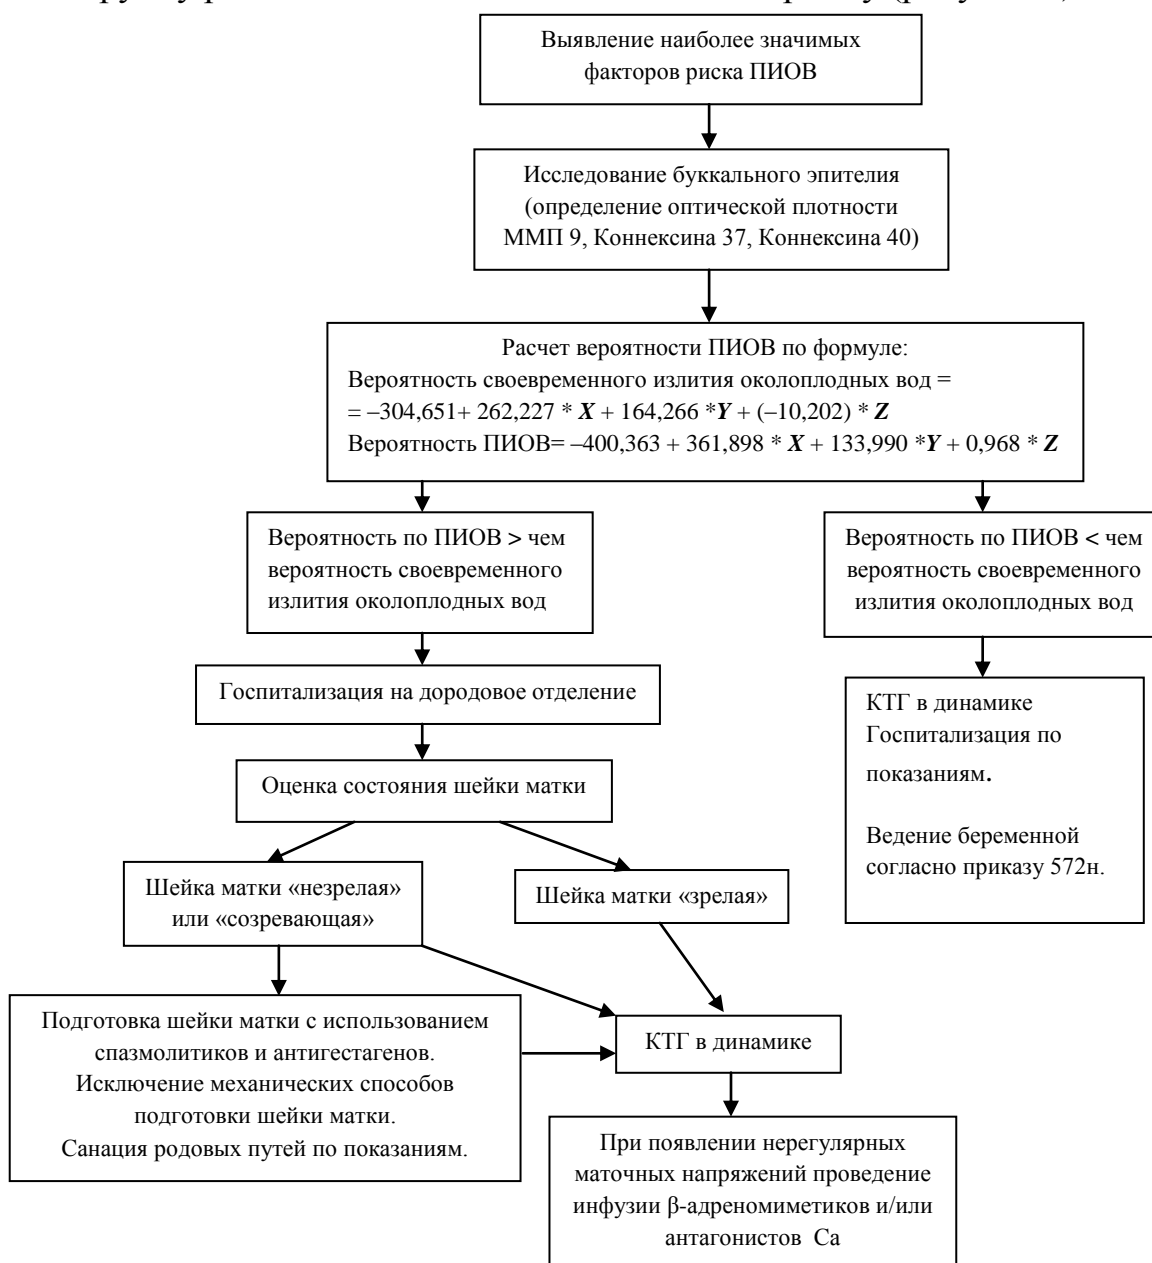 Выявление наиболее значимых
факторов риска ПИОВ
Исследование буккального эпителия
(определение оптической плотности
ММП 9, Коннексина 37, Коннексина 40)
Расчет вероятности ПИОВ по формуле:
Вероятность своевременного излития околоплодных вод =
= –304,651+ 262,227 * X + 164,266 *Y + (–10,202) * Z
Вероятность ПИОВ= –400,363 + 361,898 * X + 133,990 *Y + 0,968 * Z
Вероятность по ПИОВ > чем
вероятность своевременного
излития околоплодных вод
Вероятность по ПИОВ < чем
вероятность своевременного
излития околоплодных вод
Госпитализация на дородовое отделение
КТГ в динамике
Госпитализация по
показаниям.
Ведение беременной
согласно приказу 572н.
Оценка состояния шейки матки
Шейка матки «незрелая»
или «созревающая»
Шейка матки «зрелая»
Подготовка шейки матки с использованием
спазмолитиков и антигестагенов.
Исключение механических способов
подготовки шейки матки.
Санация родовых путей по показаниям.
КТГ в динамике
При появлении нерегулярных
маточных напряжений проведение
инфузии β-адреномиметиков и/или
антагонистов Са